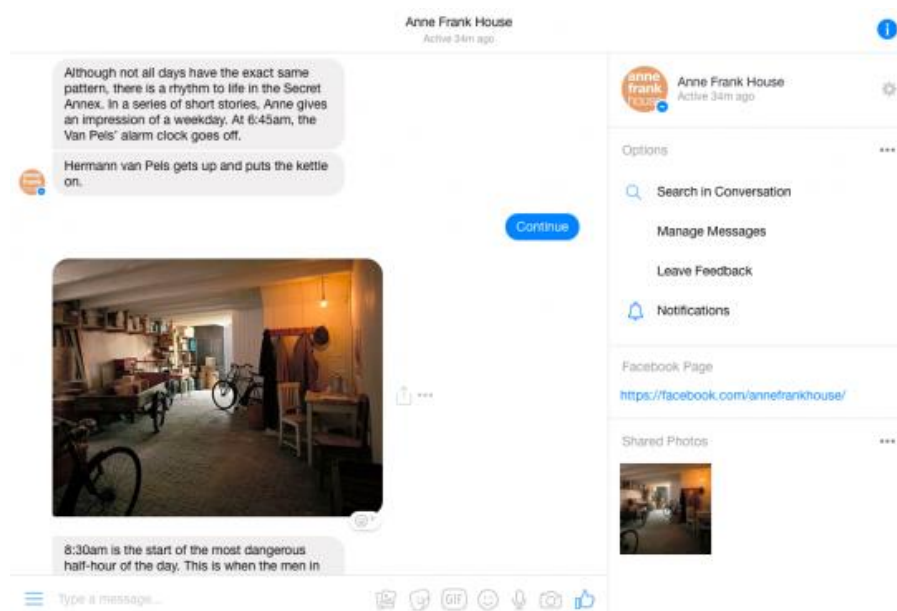 Anne Frank House
Active 34m ago
Although not all days have the exact same
pattern, there is a rhythm to life in the Secret
Annex. In a series of short stories, Anne gives
an impression of a weekday. At 6:45am, the
Van Pels' alarm clock goes off.
Hermann van Pels gets up and puts the kettle
on.
anne
frank
Continue
8:30am is the start of the most dangerous
half-hour of the day. This is when the men in
Type a message...
GIF
anne
frank
house
Anne Frank House
Active 34m ago
Options
Search in Conversation
Manage Messages
Leave Feedback
Notifications
Facebook Page
https://facebook.com/annefrankhouse/
Shared Photos